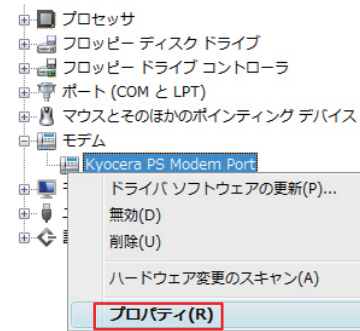 プロセッサ
フロッピー ディスク ドライブ
フロッピー ドライブ コントローラ
ポート (COM と LPT)
マウスとそのほかのポインティング デバイス
モデム
Kyocera PS Modem Port
ドライバ ソフトウェアの更新(P)...
無効(D)
削除(U)
ハードウェア変更のスキャン(A)
プロパティ(R)